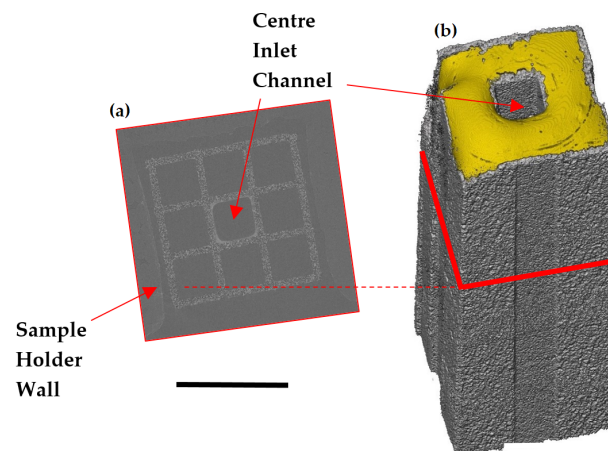 Centre
Inlet
Channel
(a)
(b)
Sample
Holder
Wall